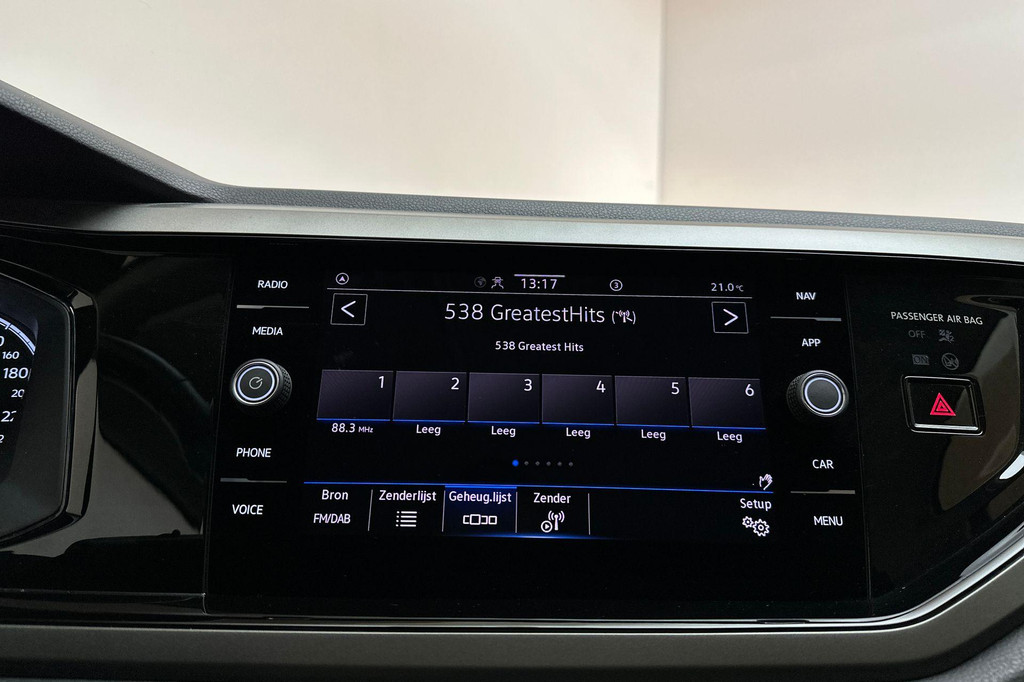 RADIO
MEDIA
PHONE
VOICE
13:17
3
21.0°C
<
538 GreatestHits
>
538 Greatest Hits
1
2
3
4
5
6
88.3 MHz
Leeg
Leeg
Leeg
Leeg
Leeg
Bron
FM/DAB
Zenderlijst
Geheug.lijst
Zender
Setup
NAV
APP
CAR
MENU
PASSENGER AIR BAG
OFF
160
180
20